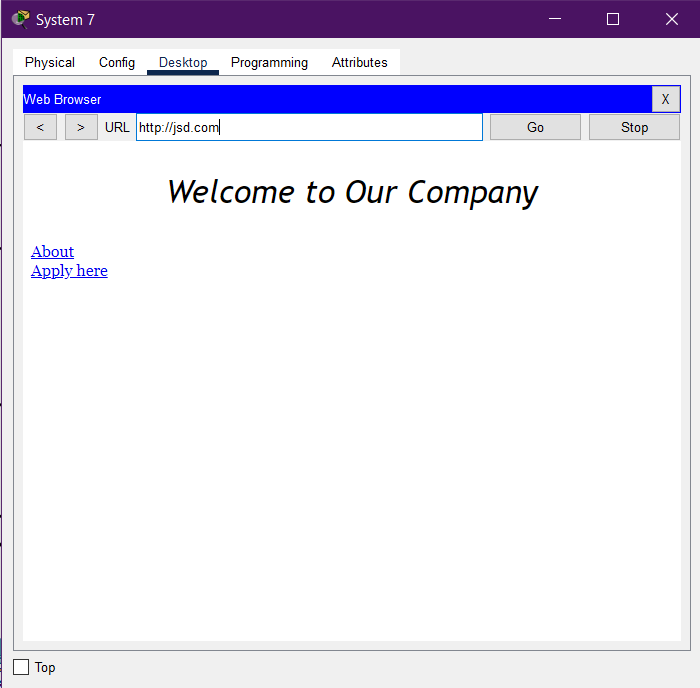 System 7
Physical Config Desktop Programming Attributes
Web Browser X
< > URL http://jsd.com Go Stop
Welcome to Our Company
About
Apply here
Top